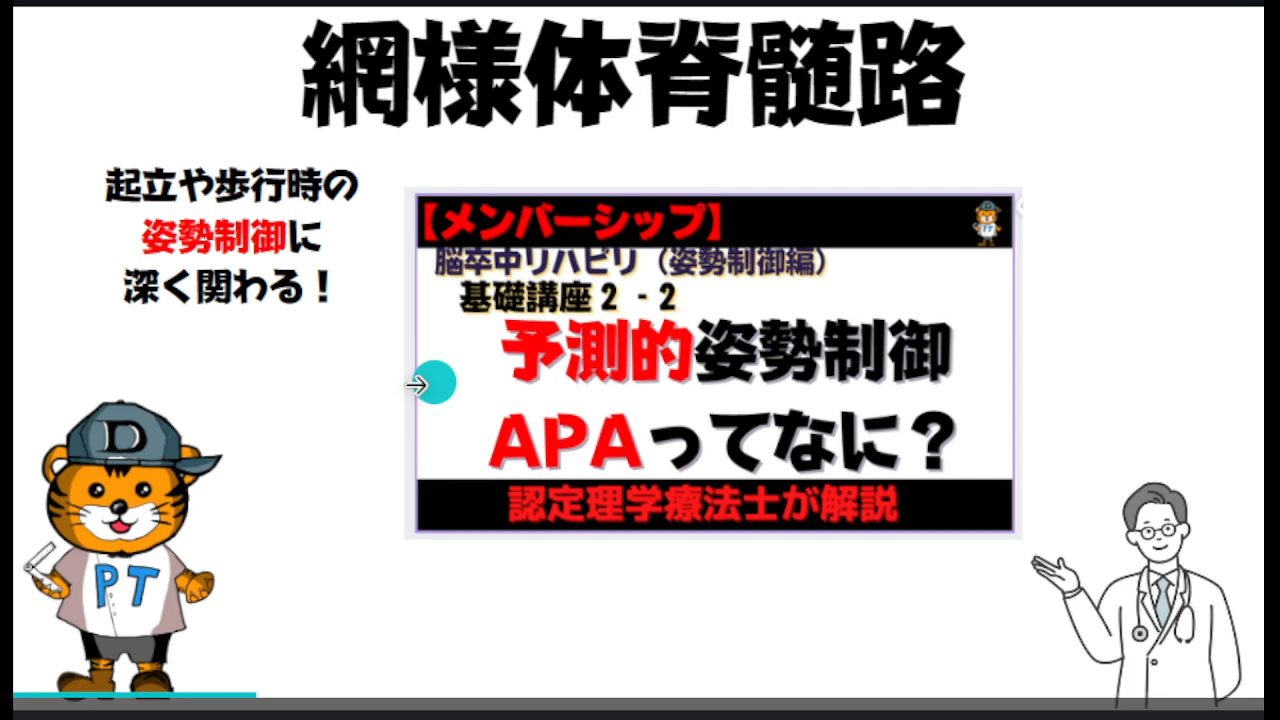 網様体脊髄路
起立や歩行時の
姿勢制御に
深く関わる！
【メンバーシップ】
脳卒中リハビリ（姿勢制御編）
基礎講座２‐２
予測的姿勢制御
APAってなに？
認定理学療法士が解説
D
PT